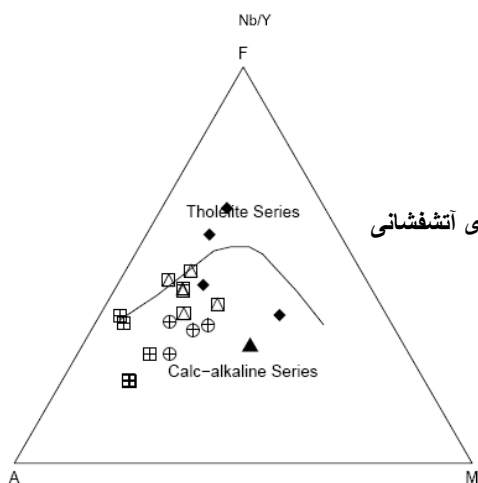 Nb/Y
F
Tholeiite Series
ی آتشفشانی
Calc-alkaline Series
A
M